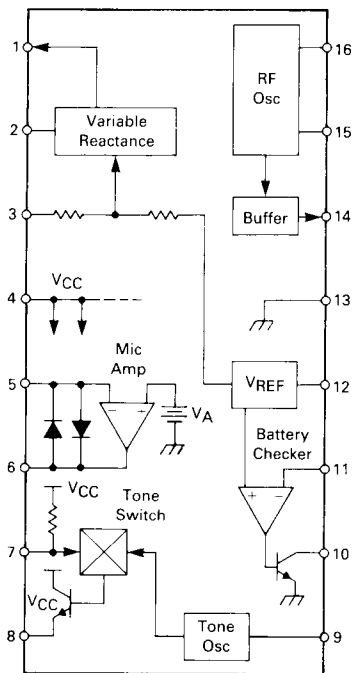 1
16
RF
Osc
Variable
Reactance
2
15
3
Buffer
14
VCC
4
13
Mic
Amp
5
VREF
12
VA
Battery
Checker
- -
11
+ -
6
VCC
Tone
Switch
7
10
VCC
8
Tone
Osc
9